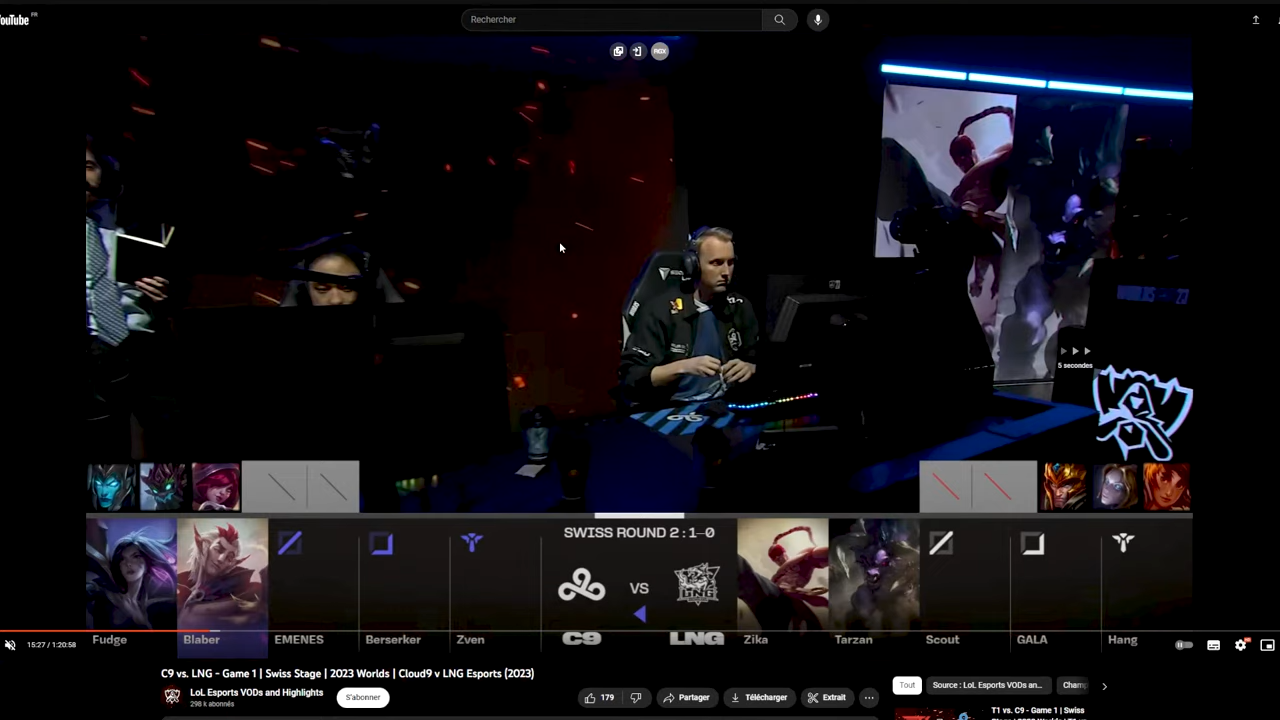 YouTube FR
Rechercher
RGX
5 secondes
SWISS ROUND 2 : 1-0
VS
C9
LNG
Fudge
Blaber
EMENES
Berserker
Zven
Zika
Tarzan
Scout
GALA
Hang
15:27 / 1:20:58
C9 vs. LNG - Game 1 | Swiss Stage | 2023 Worlds | Cloud9 v LNG Esports (2023)
LoL Esports VODs and Highlights
298 k abonnés
S'abonner
179
Partager
Télécharger
Extrait
Tout
Source : LoL Esports VODs an...
Champ
T1 vs. C9 - Game 1 | Swiss